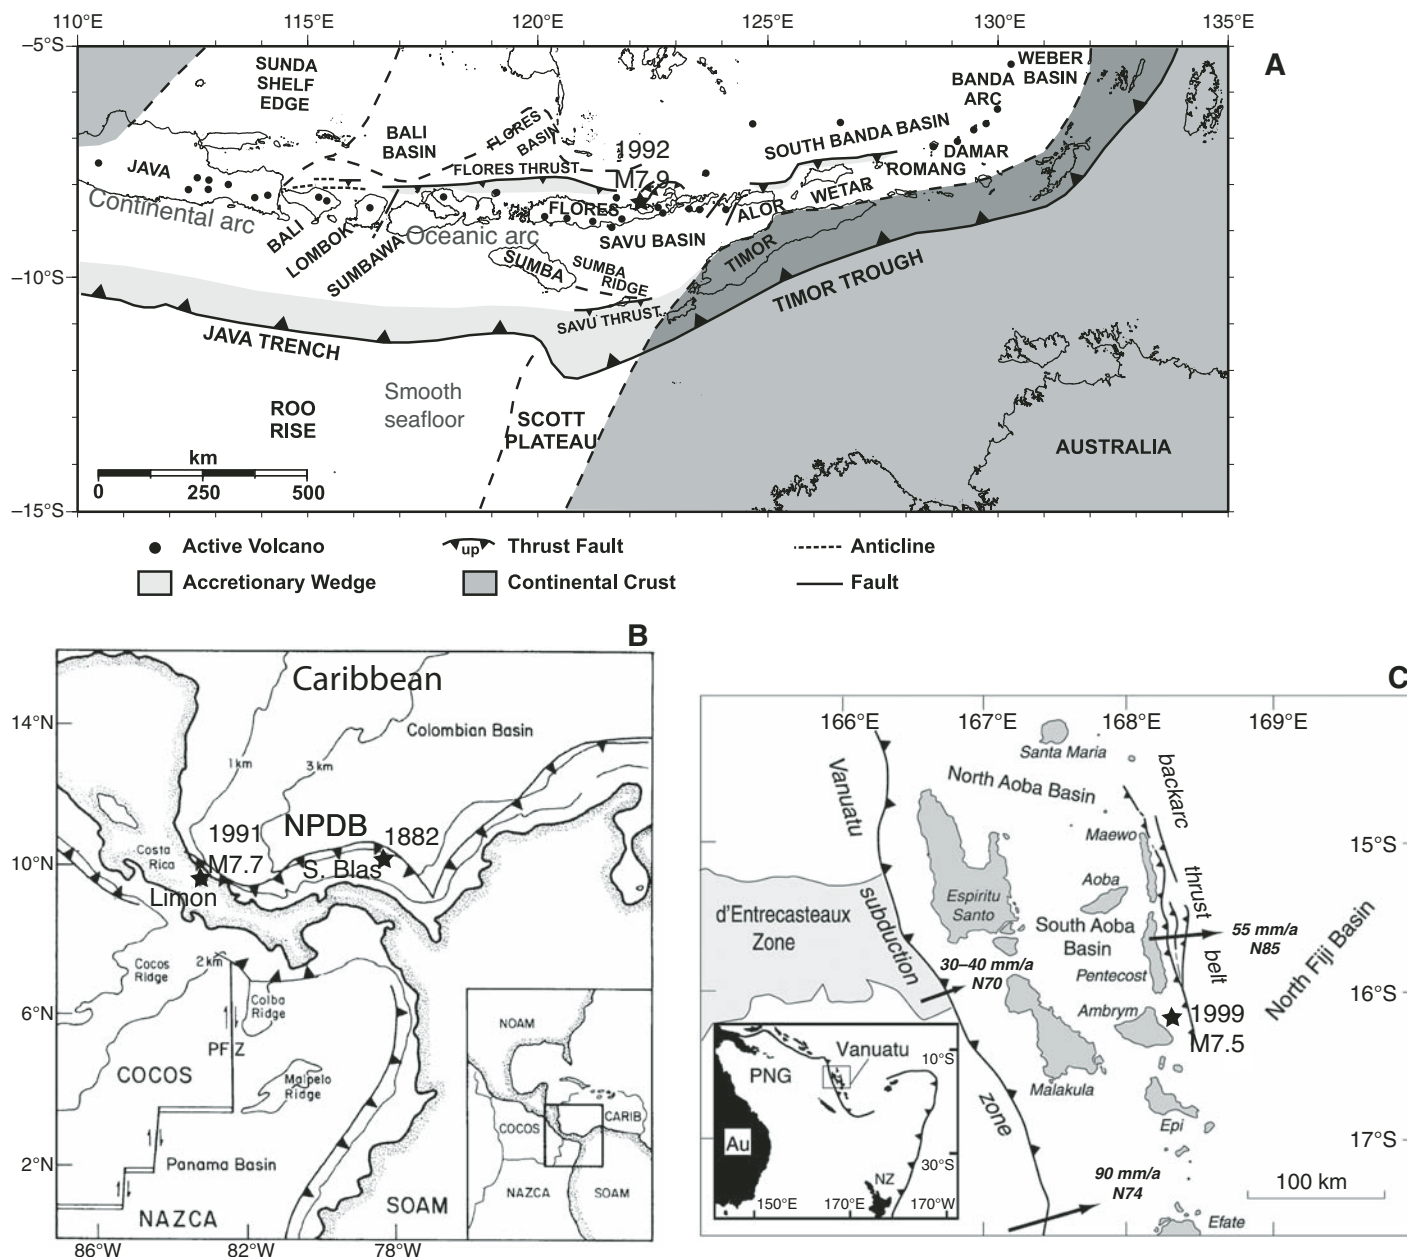 110°E 115°E 120°E 125°E 130°E 135°E
A
–5°S
–10°S
–15°S
SUNDA
SHELF
EDGE
BALI
BASIN
FLORES
BASIN
FLORES THRUST
1992
M7.9
SOUTH BANDA BASIN
BANDA
ARC
WEBER
BASIN
DAMAR
ROMANG
WETAR
ALOR
JAVA
Continental arc
BALI
LOMBOK
SUMBAWA
Oceanic arc
FLORES
SAVU BASIN
SUMBA
SUMBA
RIDGE
SAVU THRUST
TIMOR
TIMOR TROUGH
JAVA TRENCH
ROO
RISE
Smooth
seafloor
SCOTT
PLATEAU
AUSTRALIA
km
0 250 500
Active Volcano
up
Thrust Fault
Anticline
Accretionary Wedge
Continental Crust
Fault
B
Caribbean
Colombian Basin
14°N
10°N
6°N
2°N
1km
3km
1991
M7.7
NPDB
1882
S. Blas
Costa
Rica
Limon
Cocos
Ridge
2km
Colba
Ridge
PFZ
COCOS
Malpelo
Ridge
Panama Basin
NAZCA
SOAM
NOAM
COCOS
CARIB
NAZCA
SOAM
86°W 82°W 78°W
C
166°E 167°E 168°E 169°E
15°S
16°S
17°S
Vanuatu
subduction
zone
Santa Maria
North Aoba Basin
backarc
thrust
belt
Maewo
Aoba
Espiritu
Santo
d'Entrecasteaux
Zone
South Aoba
Basin
55 mm/a
N85
30–40 mm/a
N70
Pentecost
North Fiji Basin
Ambrym
1999
M7.5
Malakula
Epi
90 mm/a
N74
100 km
Efate
PNG
Vanuatu
10°S
Au
30°S
NZ
150°E 170°E 170°W